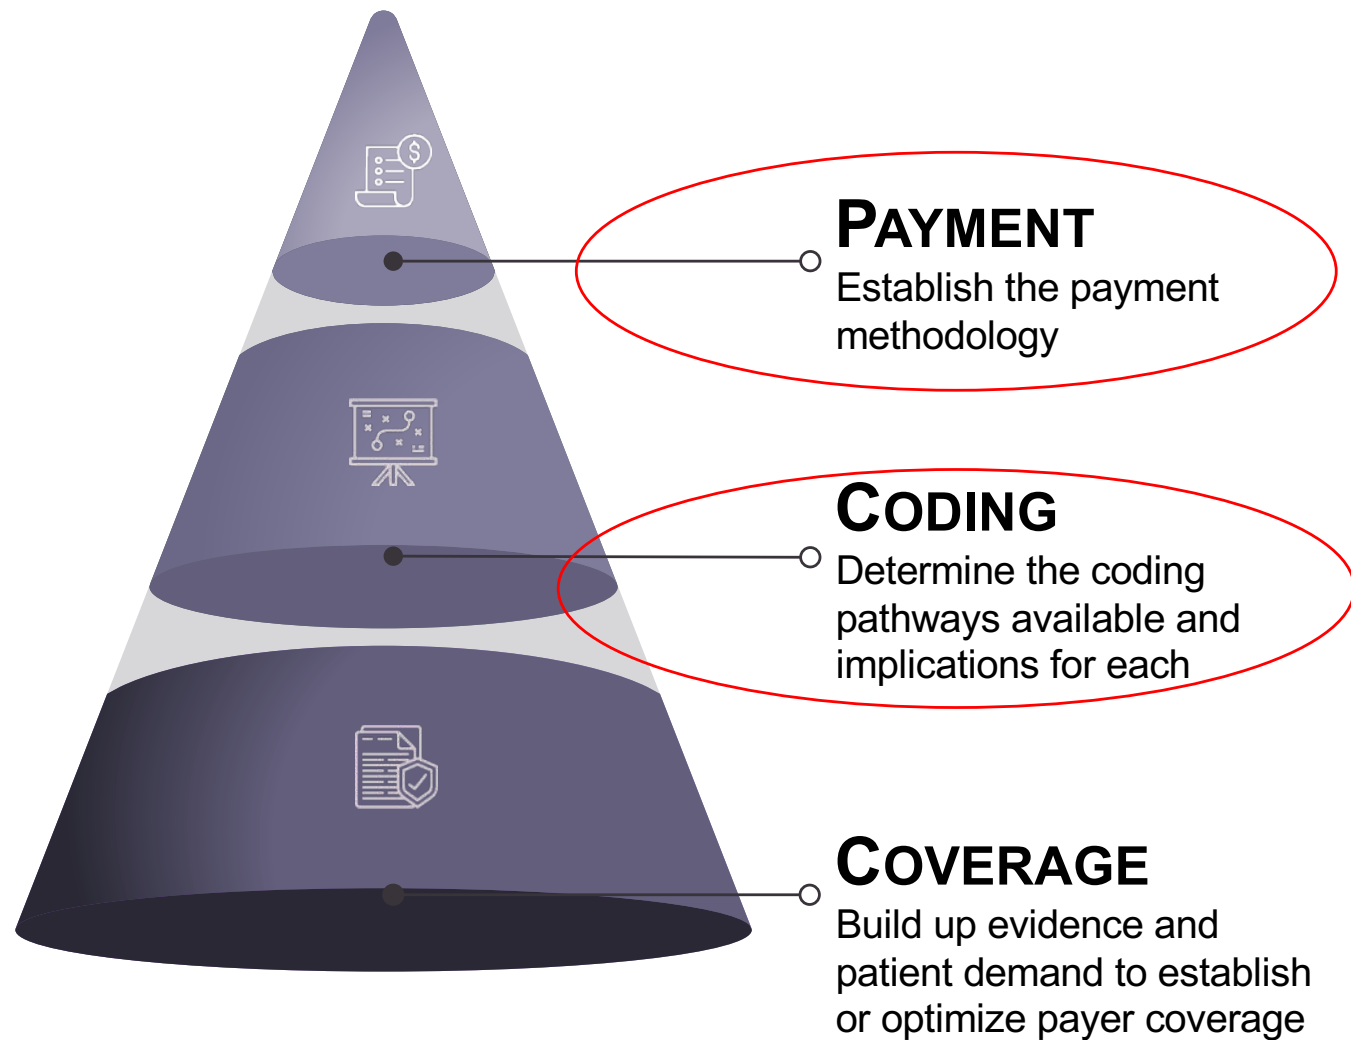 PAYMENT
Establish the payment
methodology
CODING
Determine the coding
pathways available and
implications for each
COVERAGE
Build up evidence and
patient demand to establish
or optimize payer coverage
$